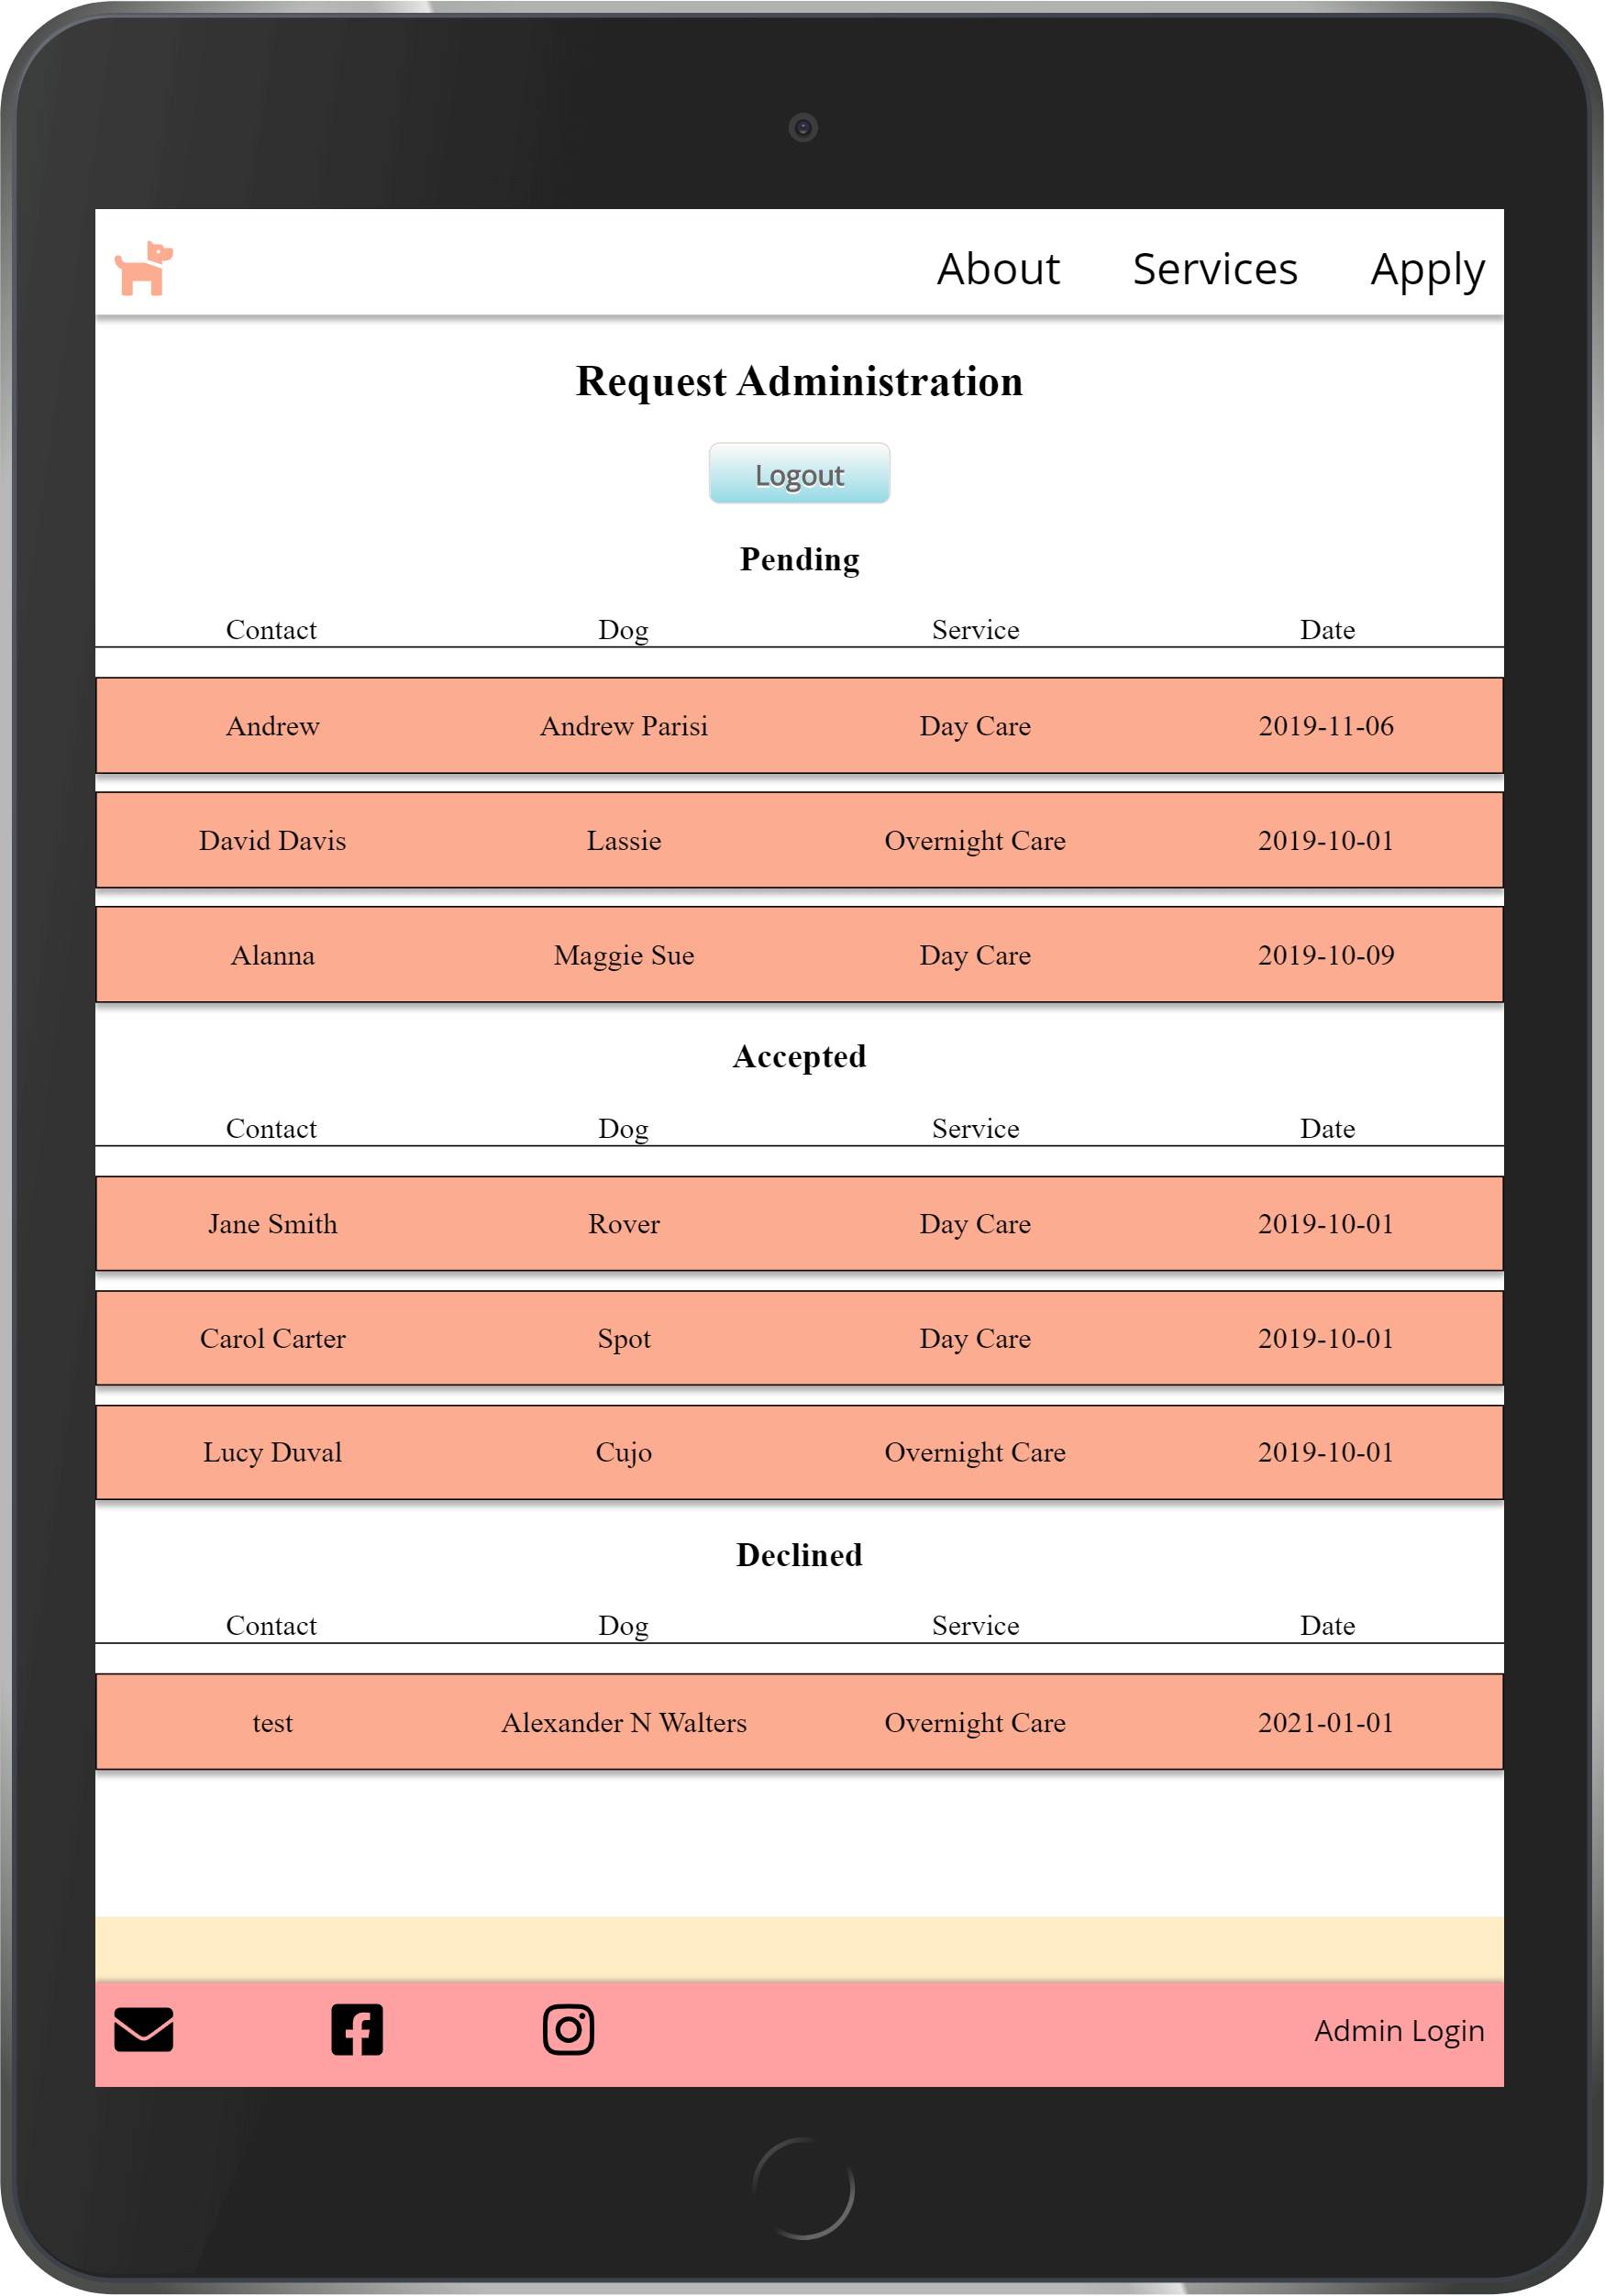 About Services Apply
Request Administration
Logout
Pending
Contact Dog Service Date
Andrew Andrew Parisi Day Care 2019-11-06
David Davis Lassie Overnight Care 2019-10-01
Alanna Maggie Sue Day Care 2019-10-09
Accepted
Contact Dog Service Date
Jane Smith Rover Day Care 2019-10-01
Carol Carter Spot Day Care 2019-10-01
Lucy Duval Cujo Overnight Care 2019-10-01
Declined
Contact Dog Service Date
test Alexander N Walters Overnight Care 2021-01-01
Admin Login